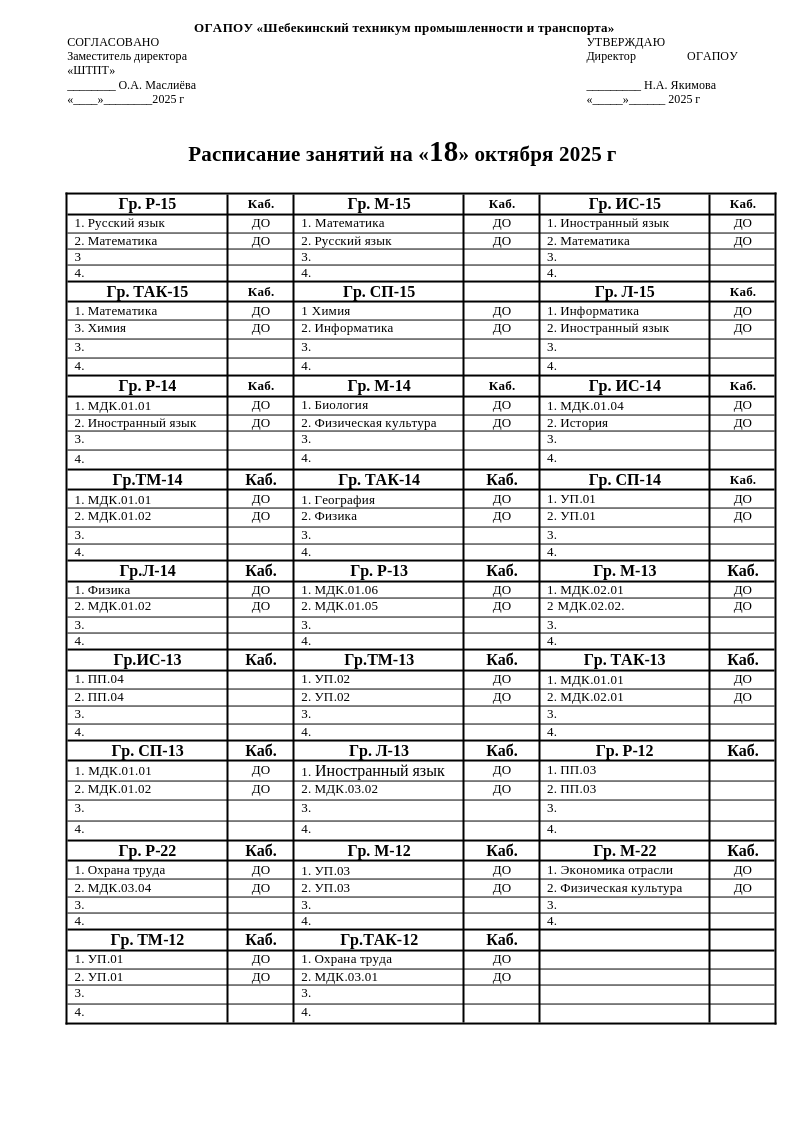 ОГАПОУ «Шебекинский техникум промышленности и транспорта»
СОГЛАСОВАНО УТВЕРЖДАЮ
Заместитель директора Директор ОГАПОУ
«ШТПТ»
________ О.А. Маслиёва _________ Н.А. Якимова
«____»________2025 г «_____»______ 2025 г
Расписание занятий на «18» октября 2025 г
Гр. Р-15 Каб. Гр. М-15 Каб. Гр. ИС-15 Каб.
1. Русский язык ДО 1. Математика ДО 1. Иностранный язык ДО
2. Математика ДО 2. Русский язык ДО 2. Математика ДО
3 3. 3.
4. 4. 4.
Гр. ТАК-15 Каб. Гр. СП-15 Гр. Л-15 Каб.
1. Математика ДО 1 Химия ДО 1. Информатика ДО
3. Химия ДО 2. Информатика ДО 2. Иностранный язык ДО
3. 3. 3.
4. 4. 4.
Гр. Р-14 Каб. Гр. М-14 Каб. Гр. ИС-14 Каб.
1. МДК.01.01 ДО 1. Биология ДО 1. МДК.01.04 ДО
2. Иностранный язык ДО 2. Физическая культура ДО 2. История ДО
3. 3. 3.
4. 4. 4.
Гр.ТМ-14 Каб. Гр. ТАК-14 Каб. Гр. СП-14 Каб.
1. МДК.01.01 ДО 1. География ДО 1. УП.01 ДО
2. МДК.01.02 ДО 2. Физика ДО 2. УП.01 ДО
3. 3. 3.
4. 4. 4.
Гр.Л-14 Каб. Гр. Р-13 Каб. Гр. М-13 Каб.
1. Физика ДО 1. МДК.01.06 ДО 1. МДК.02.01 ДО
2. МДК.01.02 ДО 2. МДК.01.05 ДО 2 МДК.02.02. ДО
3. 3. 3.
4. 4. 4.
Гр.ИС-13 Каб. Гр.ТМ-13 Каб. Гр. ТАК-13 Каб.
1. ПП.04 1. УП.02 ДО 1. МДК.01.01 ДО
2. ПП.04 2. УП.02 ДО 2. МДК.02.01 ДО
3. 3. 3.
4. 4. 4.
Гр. СП-13 Каб. Гр. Л-13 Каб. Гр. Р-12 Каб.
1. МДК.01.01 ДО 1. Иностранный язык ДО 1. ПП.03
2. МДК.01.02 ДО 2. МДК.03.02 ДО 2. ПП.03
3. 3. 3.
4. 4. 4.
Гр. Р-22 Каб. Гр. М-12 Каб. Гр. М-22 Каб.
1. Охрана труда ДО 1. УП.03 ДО 1. Экономика отрасли ДО
2. МДК.03.04 ДО 2. УП.03 ДО 2. Физическая культура ДО
3. 3. 3.
4. 4. 4.
Гр. ТМ-12 Каб. Гр.ТАК-12 Каб.
1. УП.01 ДО 1. Охрана труда ДО
2. УП.01 ДО 2. МДК.03.01 ДО
3. 3.
4. 4.